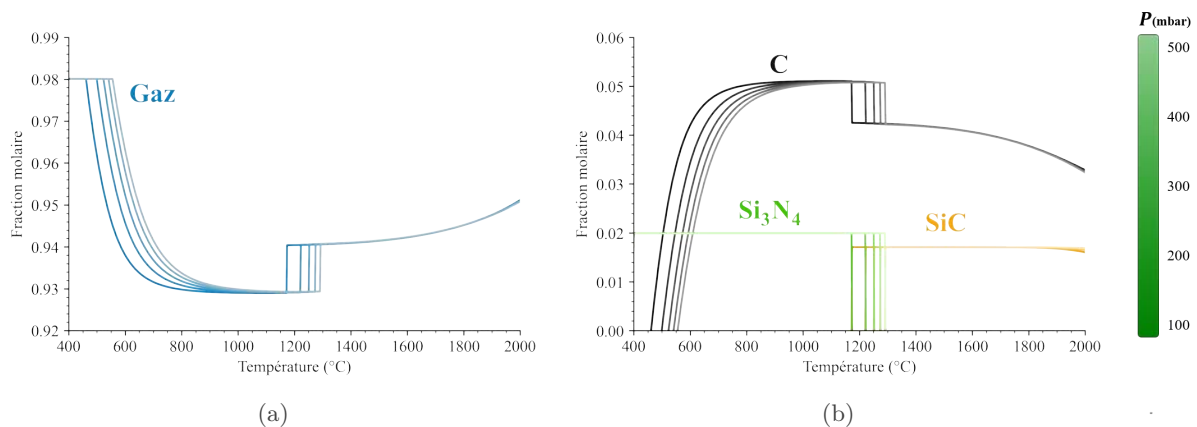 0.99
0.98
0.97
0.96
0.95
0.94
0.93
0.92
Fraction molaire
Gaz
400 600 800 1000 1200 1400 1600 1800 2000
Température (°C)
(a)
0.06
0.05
0.04
0.03
0.02
0.01
0.00
Fraction molaire
C
Si₃N₄
SiC
400 600 800 1000 1200 1400 1600 1800 2000
Température (°C)
(b)
P(mbar)
500
400
300
200
100